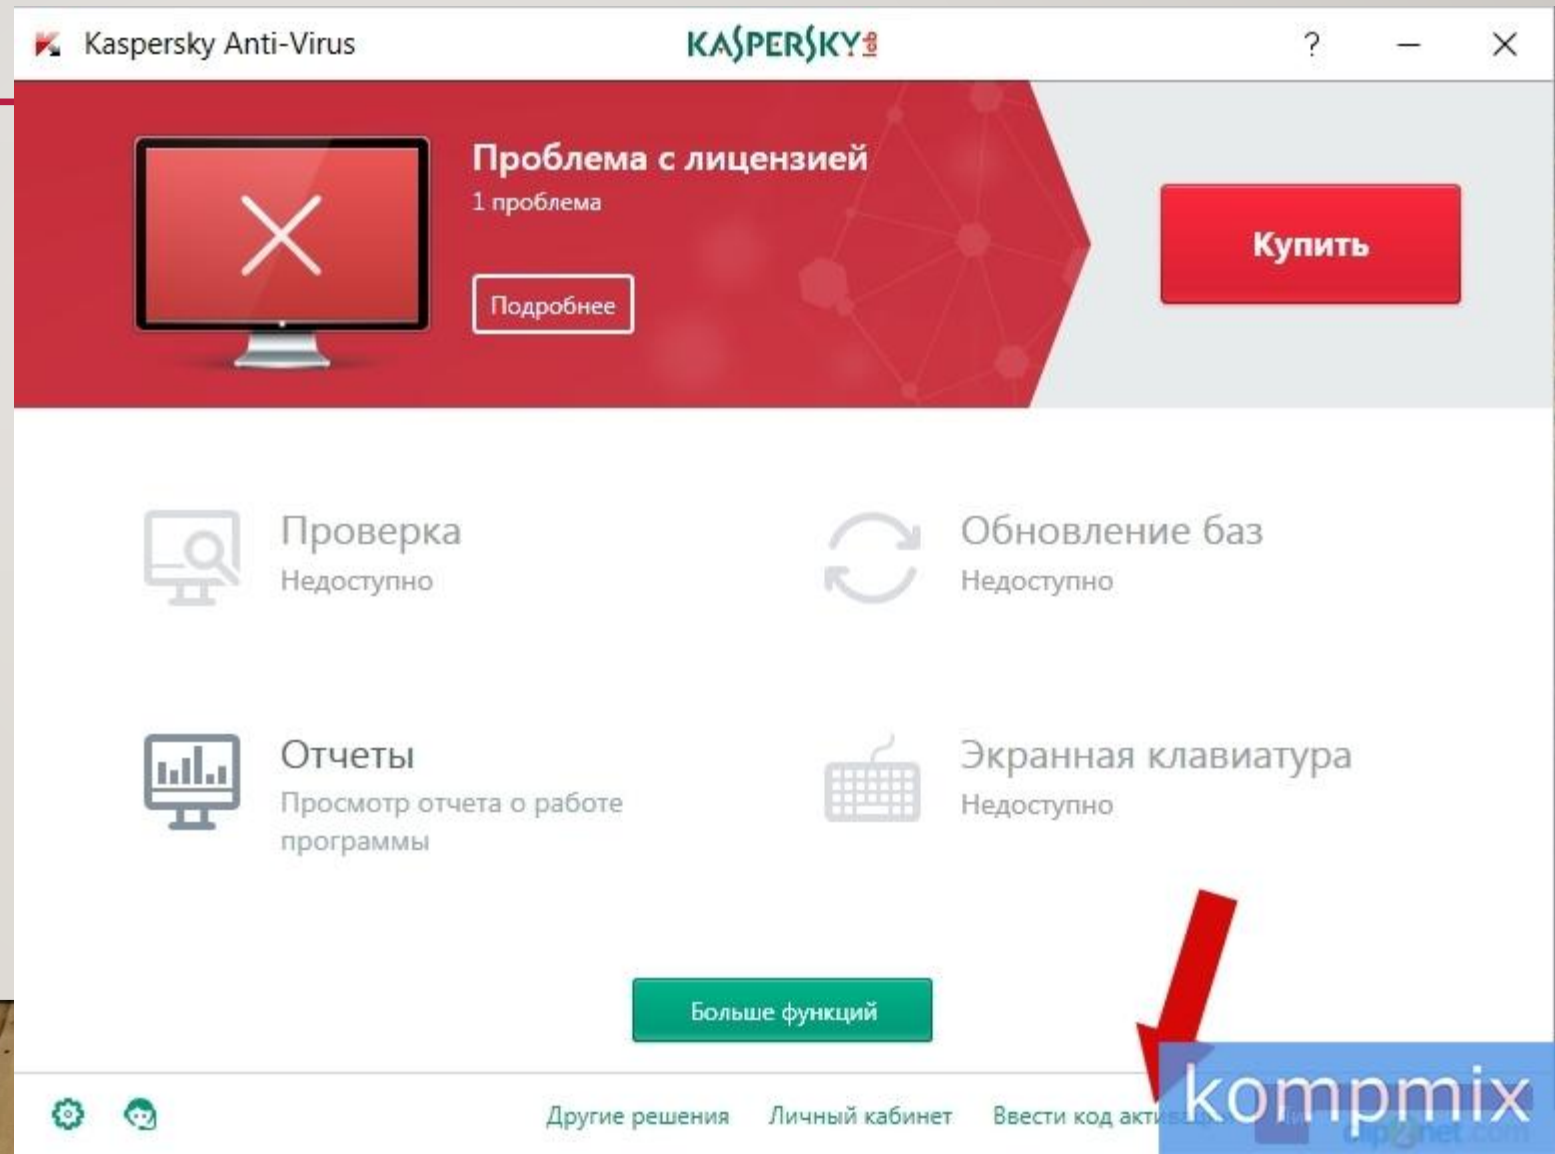 Kaspersky Anti-Virus
KASPERSKY lab
?
Проблема с лицензией
1 проблема
Подробнее
Купить
Проверка
Недоступно
Обновление баз
Недоступно
Отчеты
Просмотр отчета о работе
программы
Экранная клавиатура
Недоступно
Больше функций
Другие решения Личный кабинет Ввести код
kompmix